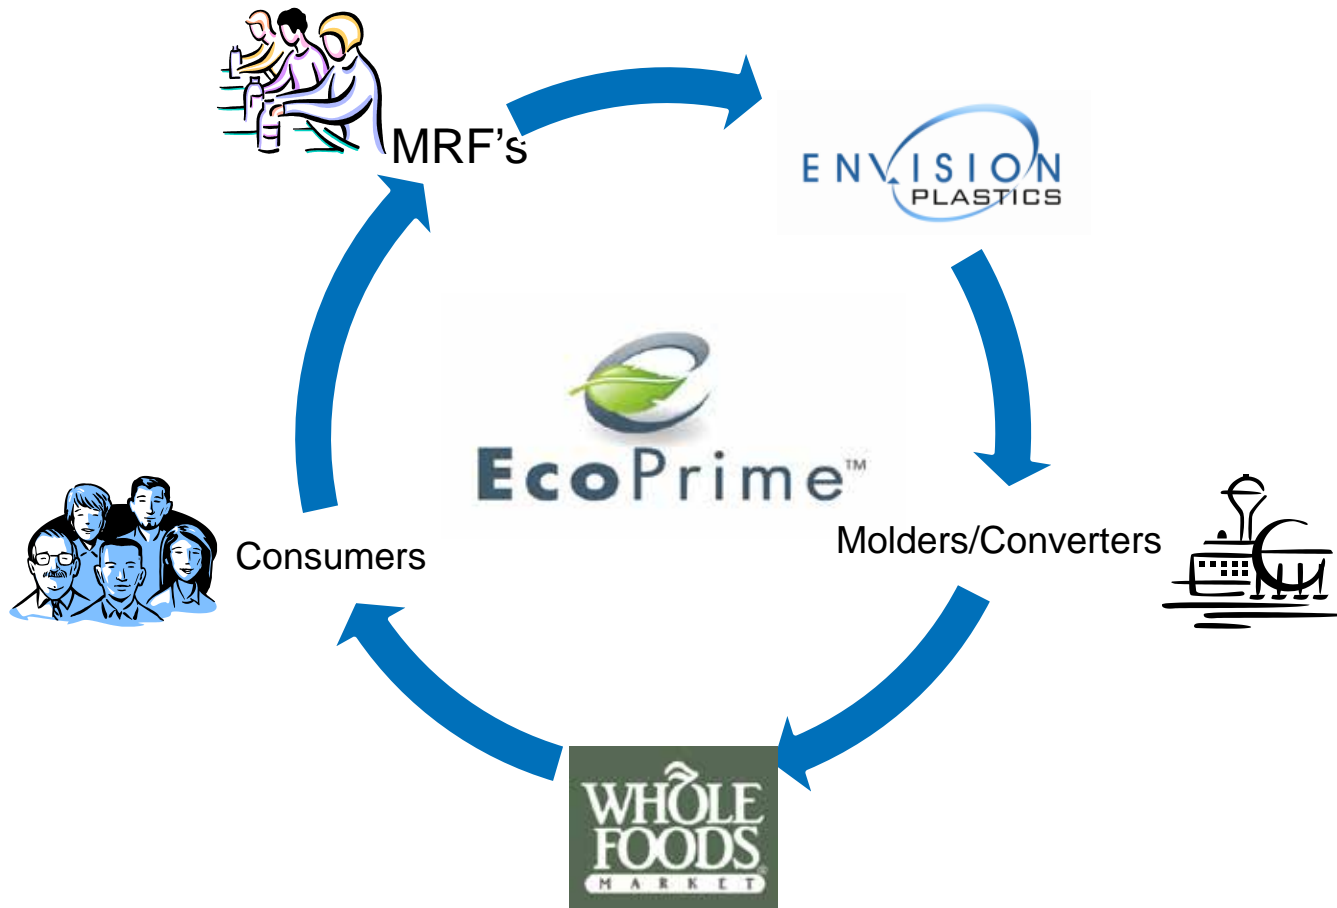 MRF's
ENVISION
PLASTICS
EcoPrime™
Molders/Converters
Consumers
WHOLE
FOODS
MARKET